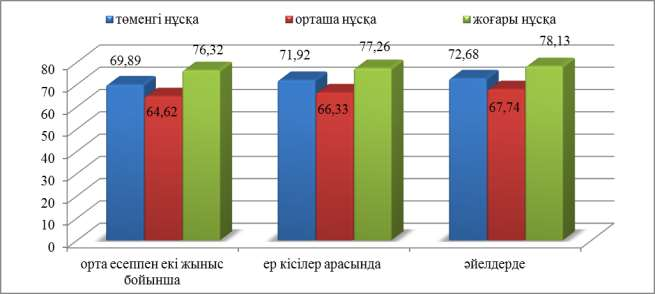 төменгі нұсқа орташа нұсқа жоғары нұсқа
69,89 76,32 71,92 77,26 72,68 78,13
64,62 66,33 67,74
80
70
60
50
40
30
20
10
0
орта есеппен екі жыныс бойынша
ер кісілер арасында
әйелдерде